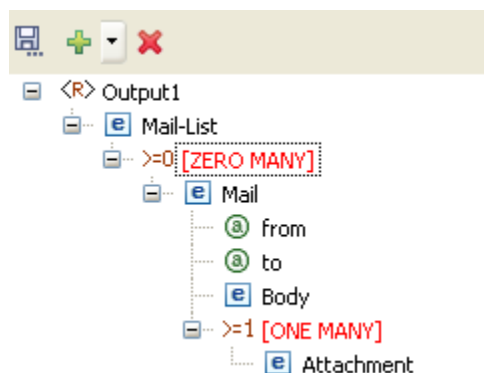 <R> Output1
e Mail-List
>=0 [ZERO MANY]
e Mail
a from
a to
e Body
>=1 [ONE MANY]
e Attachment